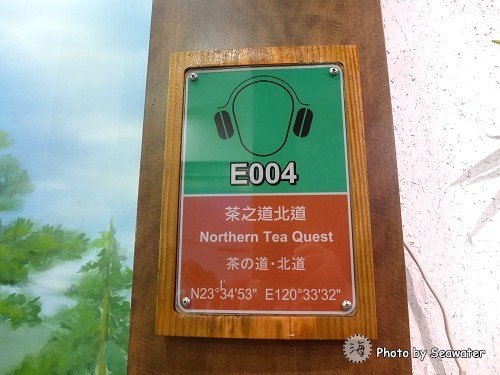 E004
茶之道北道
Northern Tea Quest
茶の道·北道
N23°34'53" E120°33'32"
海 Photo by Seawater